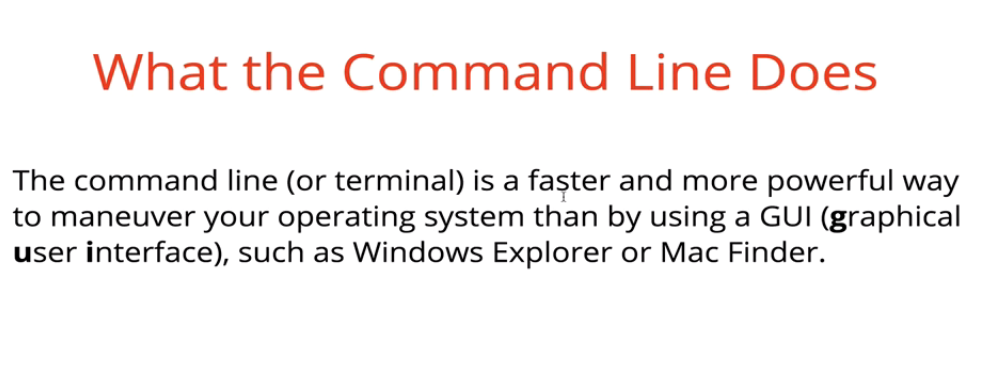 What the Command Line Does
The command line (or terminal) is a faster and more powerful way
to maneuver your operating system than by using a GUI (graphical
user interface), such as Windows Explorer or Mac Finder.